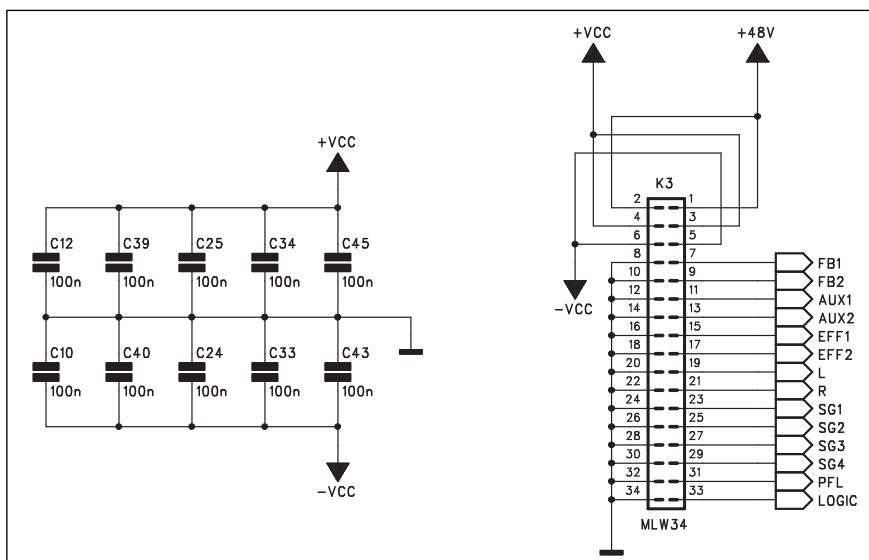 +VCC
C12 C39 C25 C34 C45
100n 100n 100n 100n 100n
C10 C40 C24 C33 C43
100n 100n 100n 100n 100n
-VCC
+VCC +48V
K3
2 1
4 3
6 5
8 7 FB1
10 9 FB2
12 11 AUX1
14 13 AUX2
16 15 EFF1
18 17 EFF2
20 19 L
22 21 R
24 23 SG1
26 25 SG2
28 27 SG3
30 29 SG4
32 31 PFL
34 33 LOGIC
-VCC
MLW34